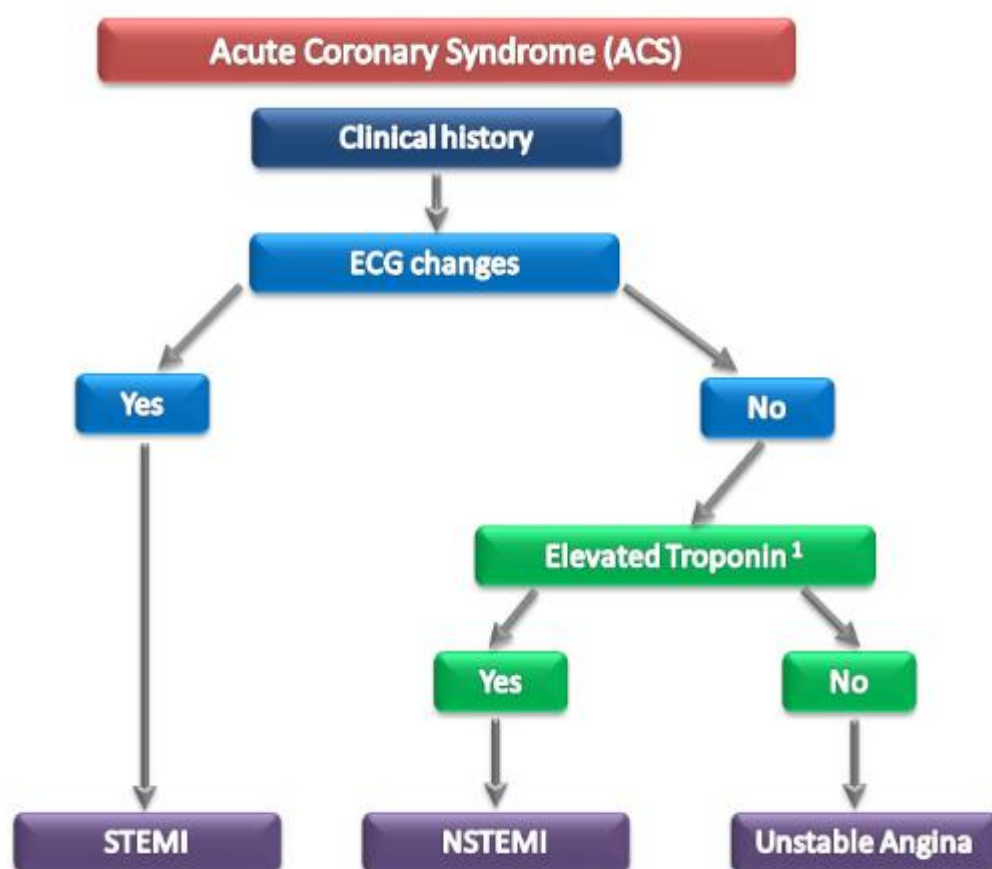 Acute Coronary Syndrome (ACS)
Clinical history
ECG changes
Yes
No
Elevated Troponin ¹
Yes
No
STEMI
NSTEMI
Unstable Angina